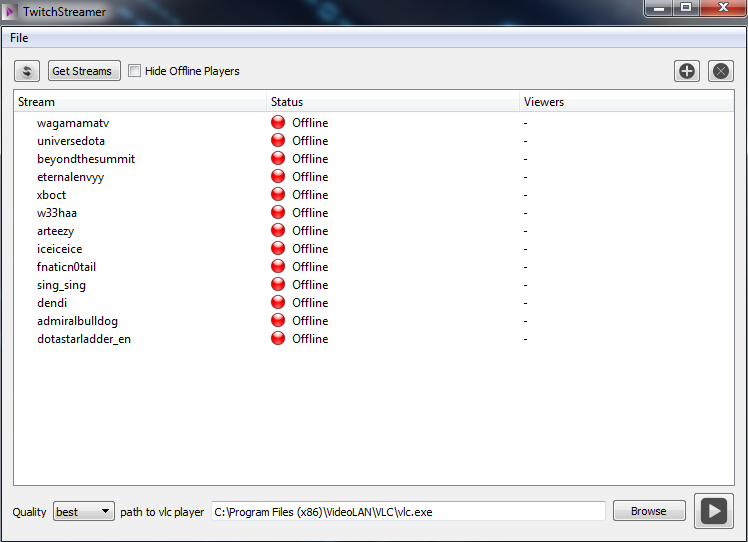 TwitchStreamer
File
Get Streams Hide Offline Players
Stream Status Viewers
wagamamatv Offline -
universedota Offline -
beyondthesummit Offline -
eternalenvyy Offline -
xboct Offline -
w33haa Offline -
arteezy Offline -
iceiceice Offline -
fnaticn0tail Offline -
sing_sing Offline -
dendi Offline -
admiralbulldog Offline -
dotastarladder_en Offline -
Quality best path to vlc player C:\Program Files (x86)\VideoLAN\VLC\vlc.exe Browse